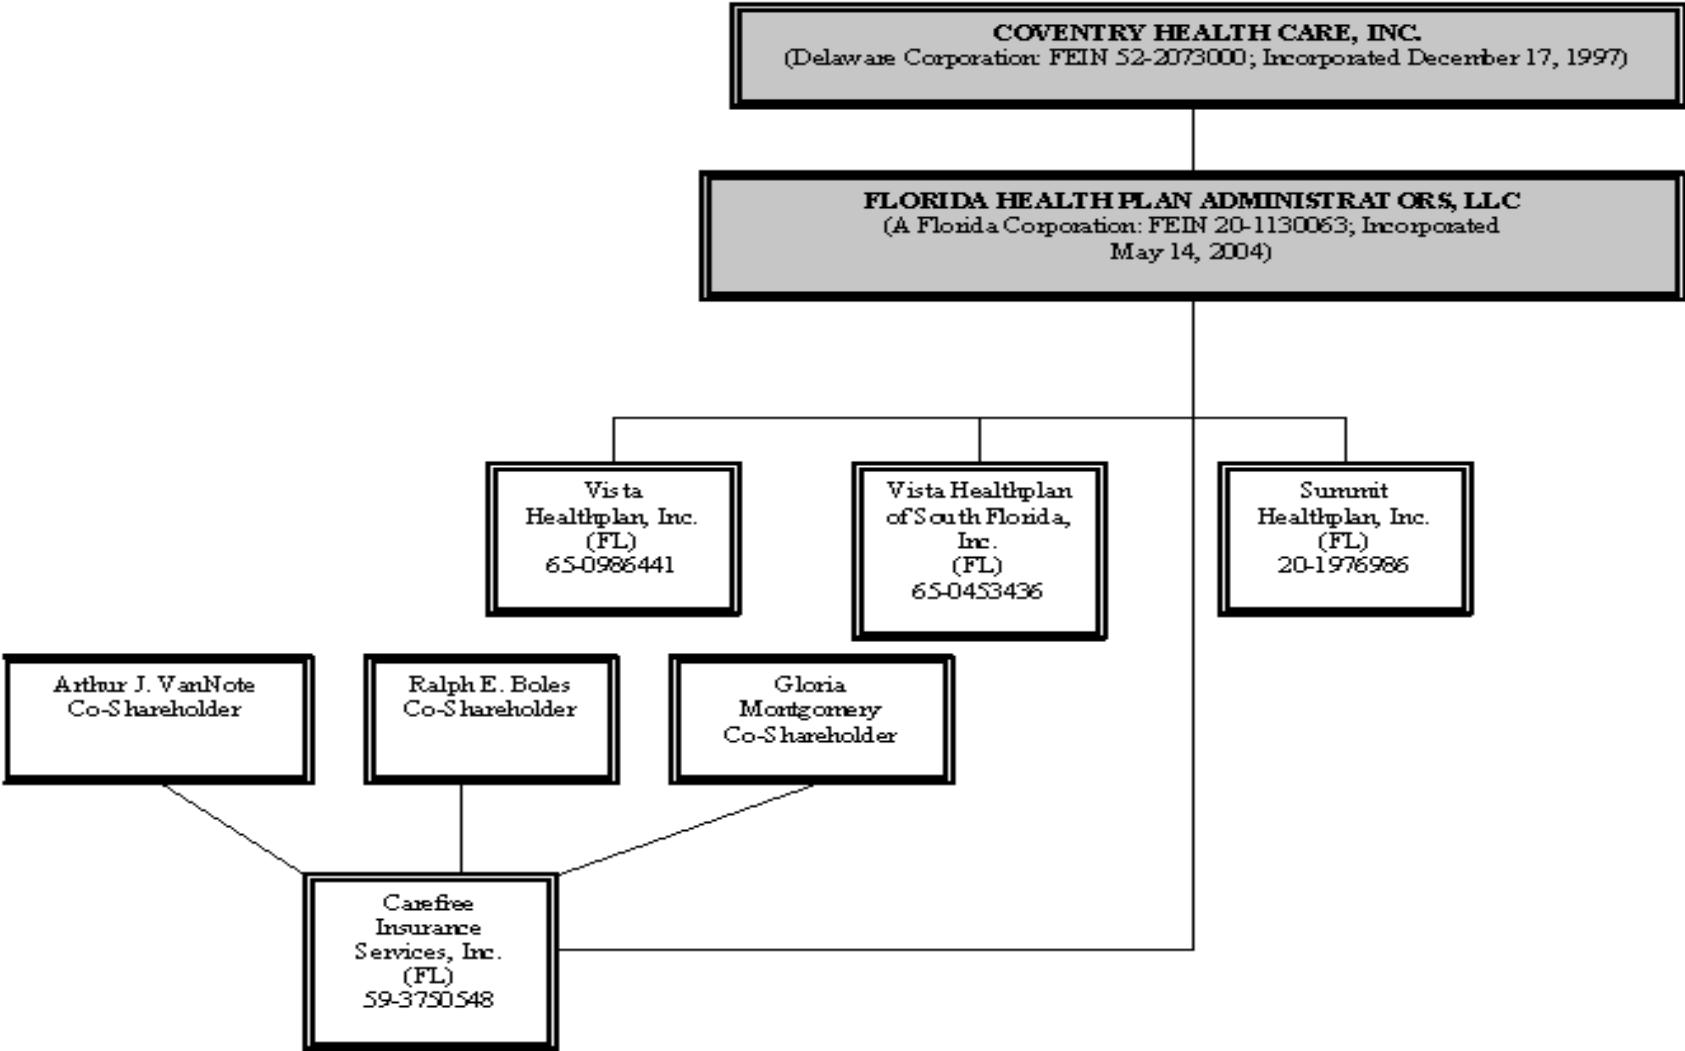 COVENTRY HEALTH CARE, INC.
(Delaware Corporation: FEIN 52-2073000; Incorporated December 17, 1997)
FLORIDA HEALTH PLAN ADMINISTRATORS, LLC
(A Florida Corporation: FEIN 20-1130063; Incorporated
May 14, 2004)
Vista
Healthplan, Inc.
(FL)
65-0986441
Vista Healthplan
of South Florida,
Inc.
(FL)
65-0453436
Summit
Healthplan, Inc.
(FL)
20-1976986
Arthur J. VanNote
Co-Shareholder
Ralph E. Boles
Co-Shareholder
Gloria
Montgomery
Co-Shareholder
Carefree
Insurance
Services, Inc.
(FL)
59-3750548